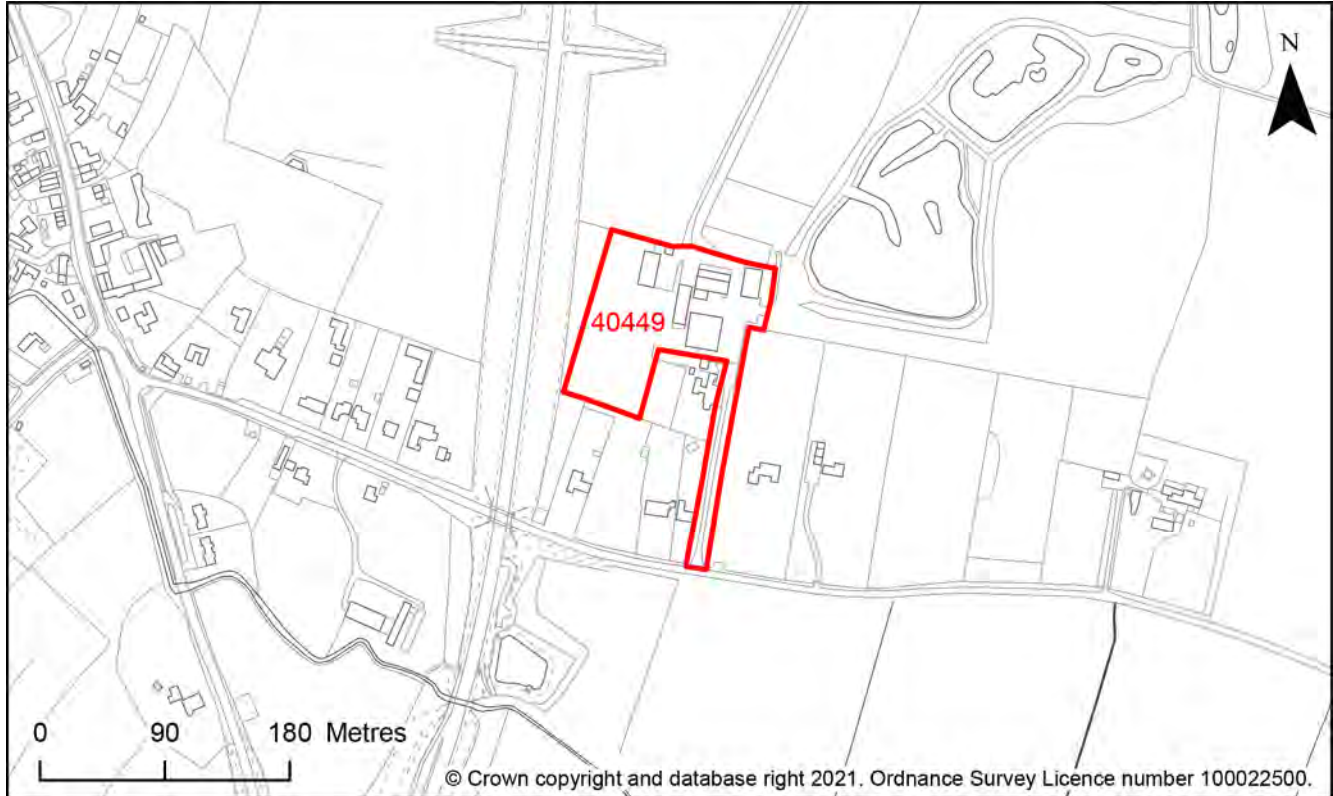 N
40449
0 90 180 Metres
© Crown copyright and database right 2021. Ordnance Survey Licence number 100022500.